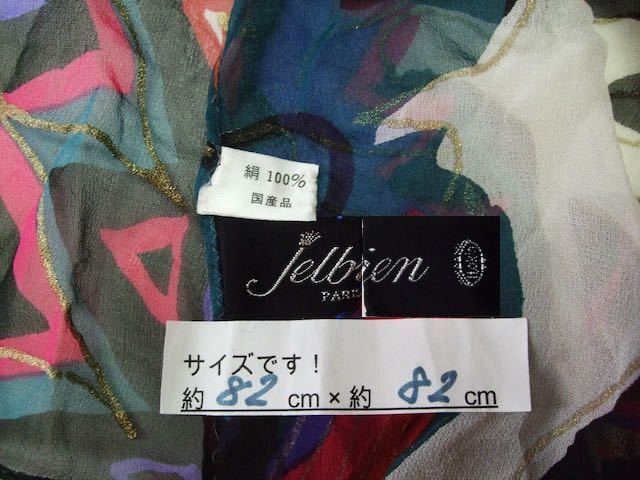 絹 100%
国産品
Jelbien
PARIS
サイズです!
約 82 cm × 約 82 cm